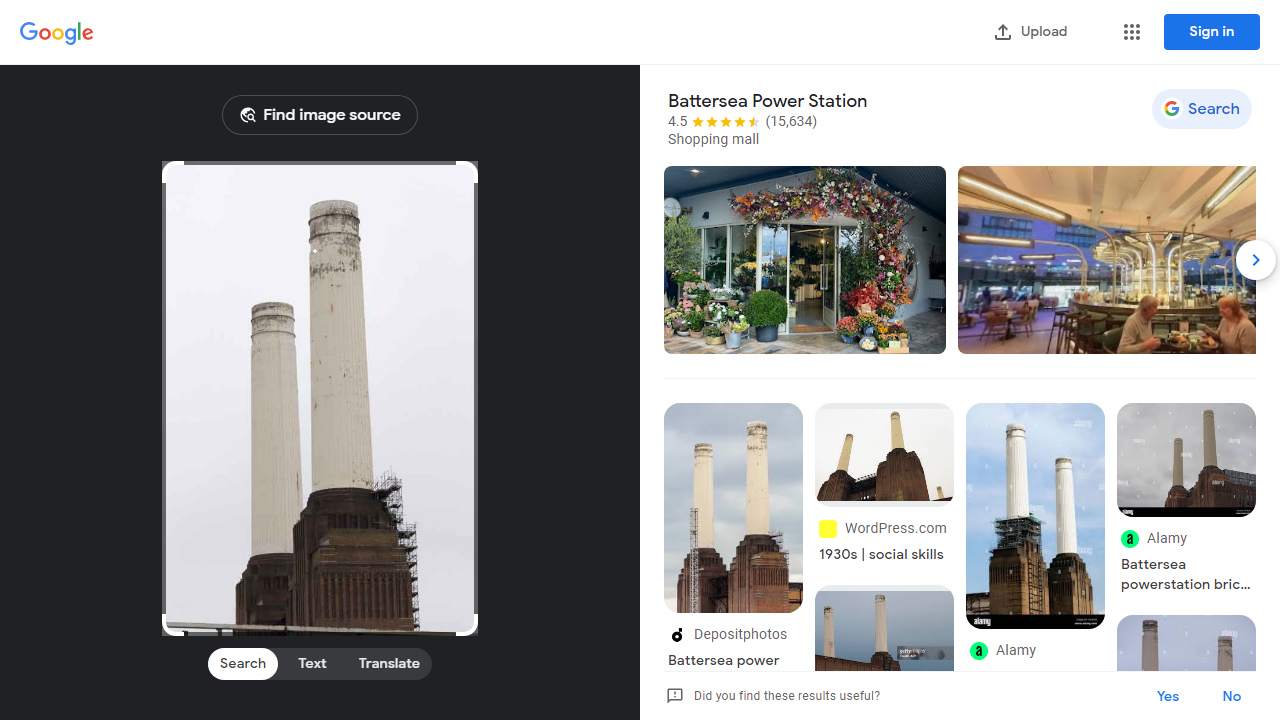 Google
Upload
Sign in
Find image source
Search
Text
Translate
Battersea Power Station
4.5 (15,634)
Shopping mall
Search
Depositphotos
Battersea power
WordPress.com
1930s | social skills
alamy
Alamy
alamy
Alamy
Battersea
powerstation bric...
Did you find these results useful?
Yes
No